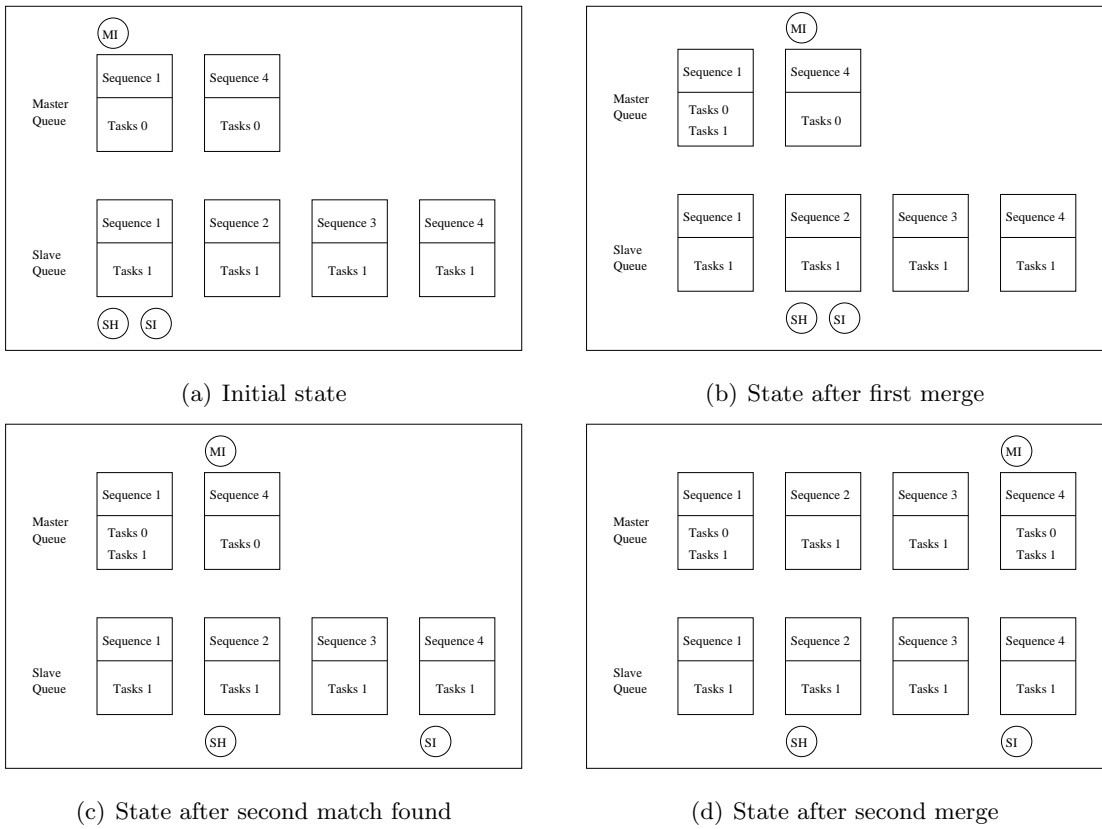 MI
Sequence 1 Sequence 4
Master
Queue
Tasks 0 Tasks 0
Sequence 1 Sequence 2 Sequence 3 Sequence 4
Slave
Queue
Tasks 1 Tasks 1 Tasks 1 Tasks 1
SH SI
(a) Initial state
MI
Sequence 1 Sequence 4
Master
Queue
Tasks 0
Tasks 1
Tasks 0
Sequence 1 Sequence 2 Sequence 3 Sequence 4
Slave
Queue
Tasks 1 Tasks 1 Tasks 1 Tasks 1
SH SI
(b) State after first merge
MI
Sequence 1 Sequence 4
Master
Queue
Tasks 0
Tasks 1
Tasks 0
Sequence 1 Sequence 2 Sequence 3 Sequence 4
Slave
Queue
Tasks 1 Tasks 1 Tasks 1 Tasks 1
SH SI
(c) State after second match found
MI
Sequence 1 Sequence 2 Sequence 3 Sequence 4
Master
Queue
Tasks 0
Tasks 1
Tasks 1 Tasks 1
Tasks 0
Tasks 1
Sequence 1 Sequence 2 Sequence 3 Sequence 4
Slave
Queue
Tasks 1 Tasks 1 Tasks 1 Tasks 1
SH SI
(d) State after second merge